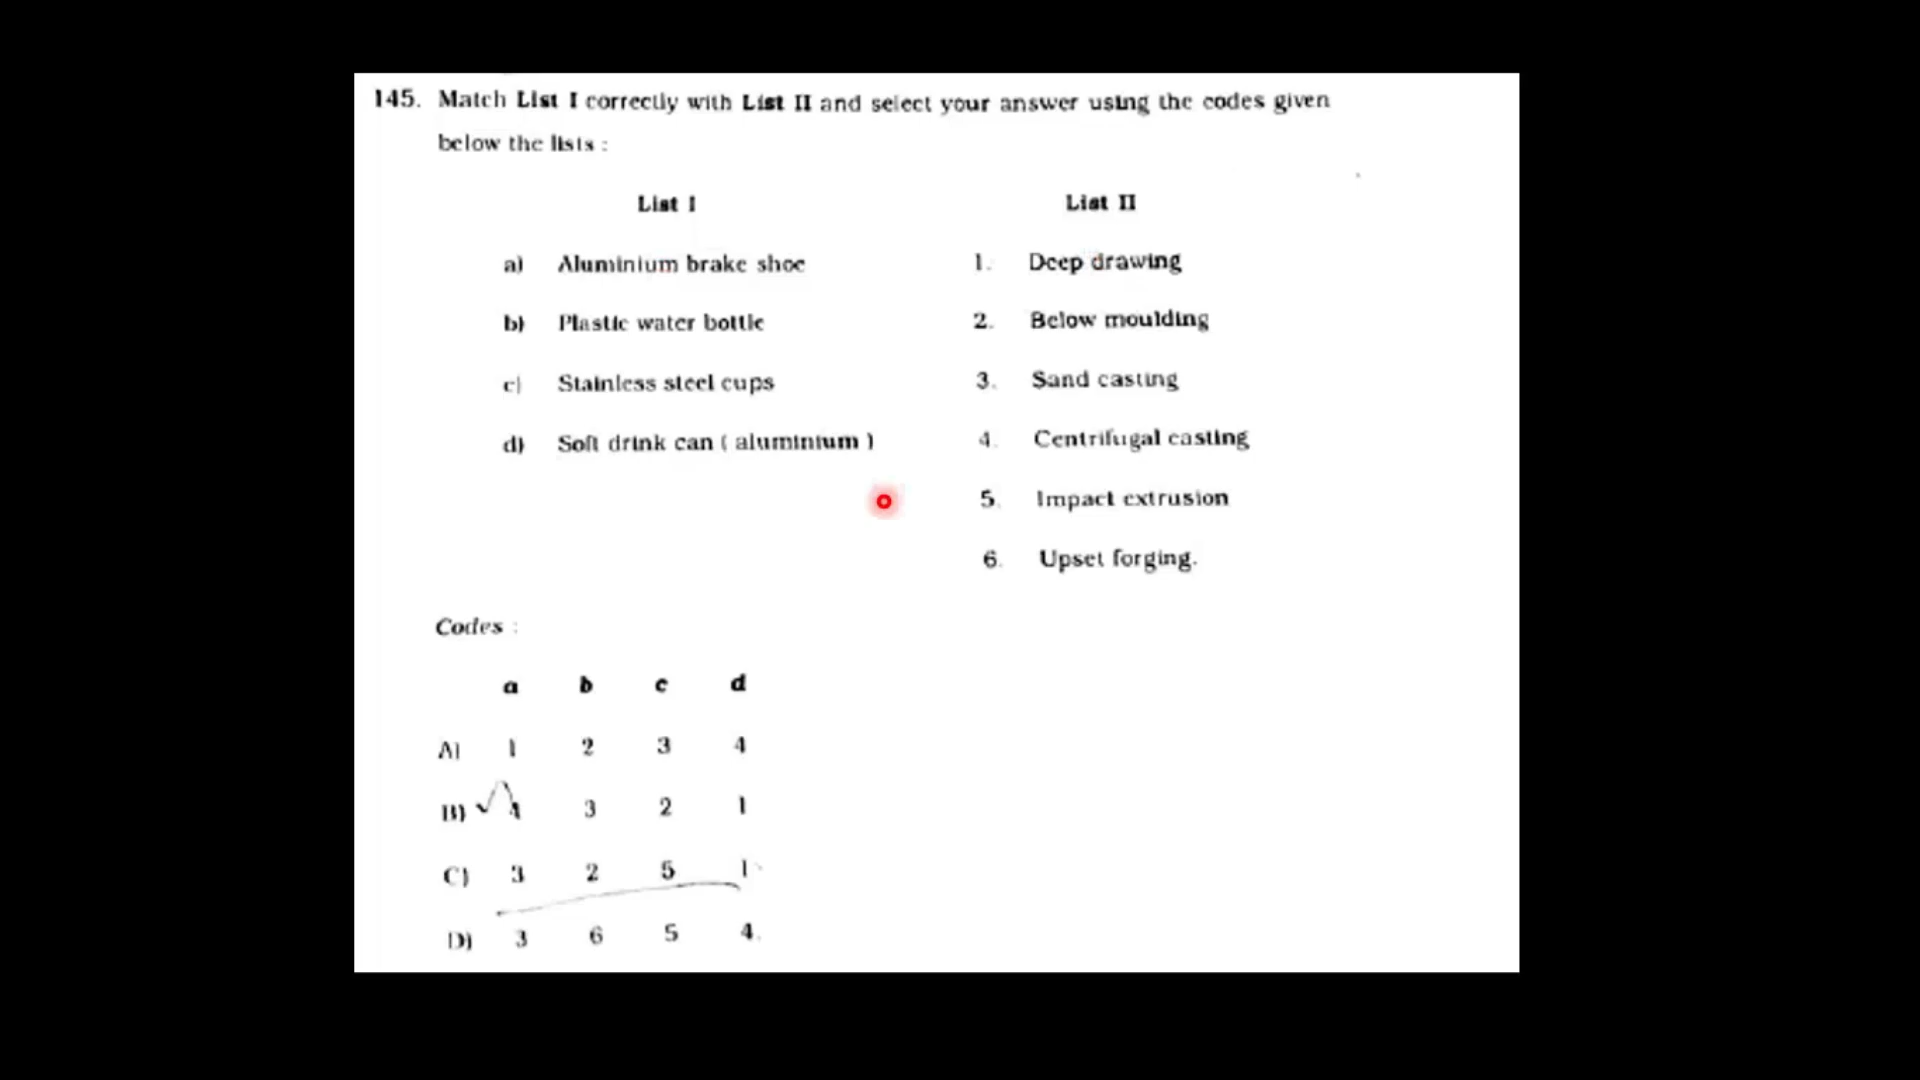 145. Match List I correctly with List II and select your answer using the codes given
below the lists :
List I List II
a) Aluminium brake shoe 1. Deep drawing
b) Plastic water bottle 2. Below moulding
c) Stainless steel cups 3. Sand casting
d) Soft drink can ( aluminium ) 4. Centrifugal casting
5. Impact extrusion
6. Upset forging.
Codes :
a b c d
A) 1 2 3 4
B) 4 3 2 1
C) 3 2 5 1
D) 3 6 5 4.